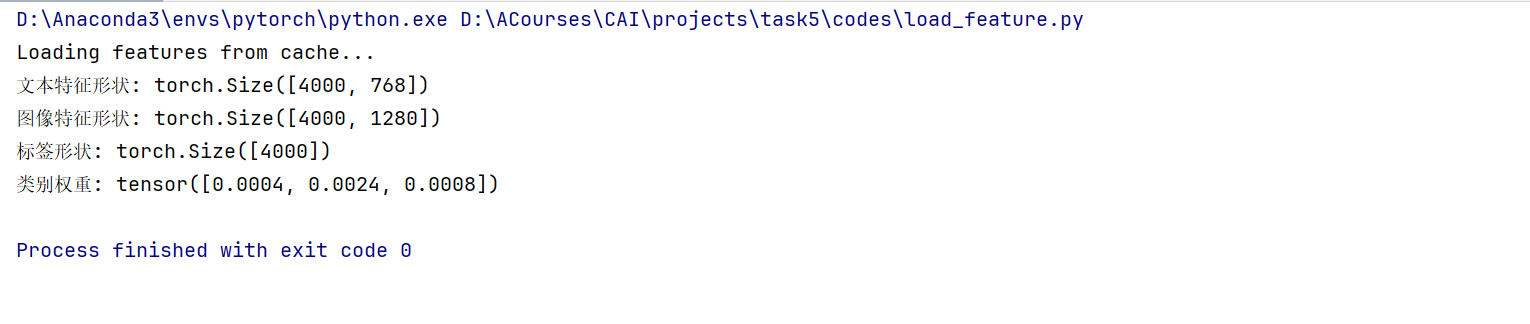 D:\Anaconda3\envs\pytorch\python.exe D:\ACourses\CAI\projects\task5\codes\load_feature.py
Loading features from cache...
文本特征形状: torch.Size([4000, 768])
图像特征形状: torch.Size([4000, 1280])
标签形状: torch.Size([4000])
类别权重: tensor([0.0004, 0.0024, 0.0008])
Process finished with exit code 0